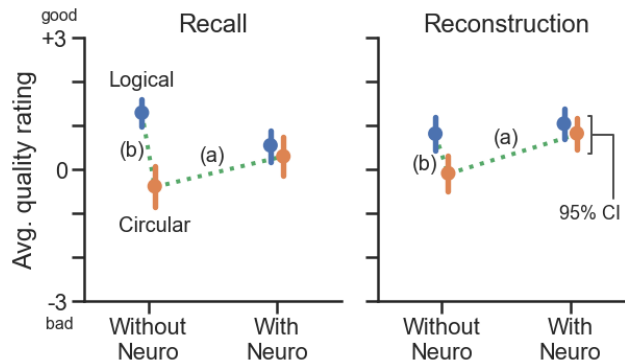 good
+3
Recall
Reconstruction
Logical
(b)
(a)
Circular
(b)
(a)
95% CI
Avg. quality rating
0
-3
bad
Without
Neuro
With
Neuro
Without
Neuro
With
Neuro